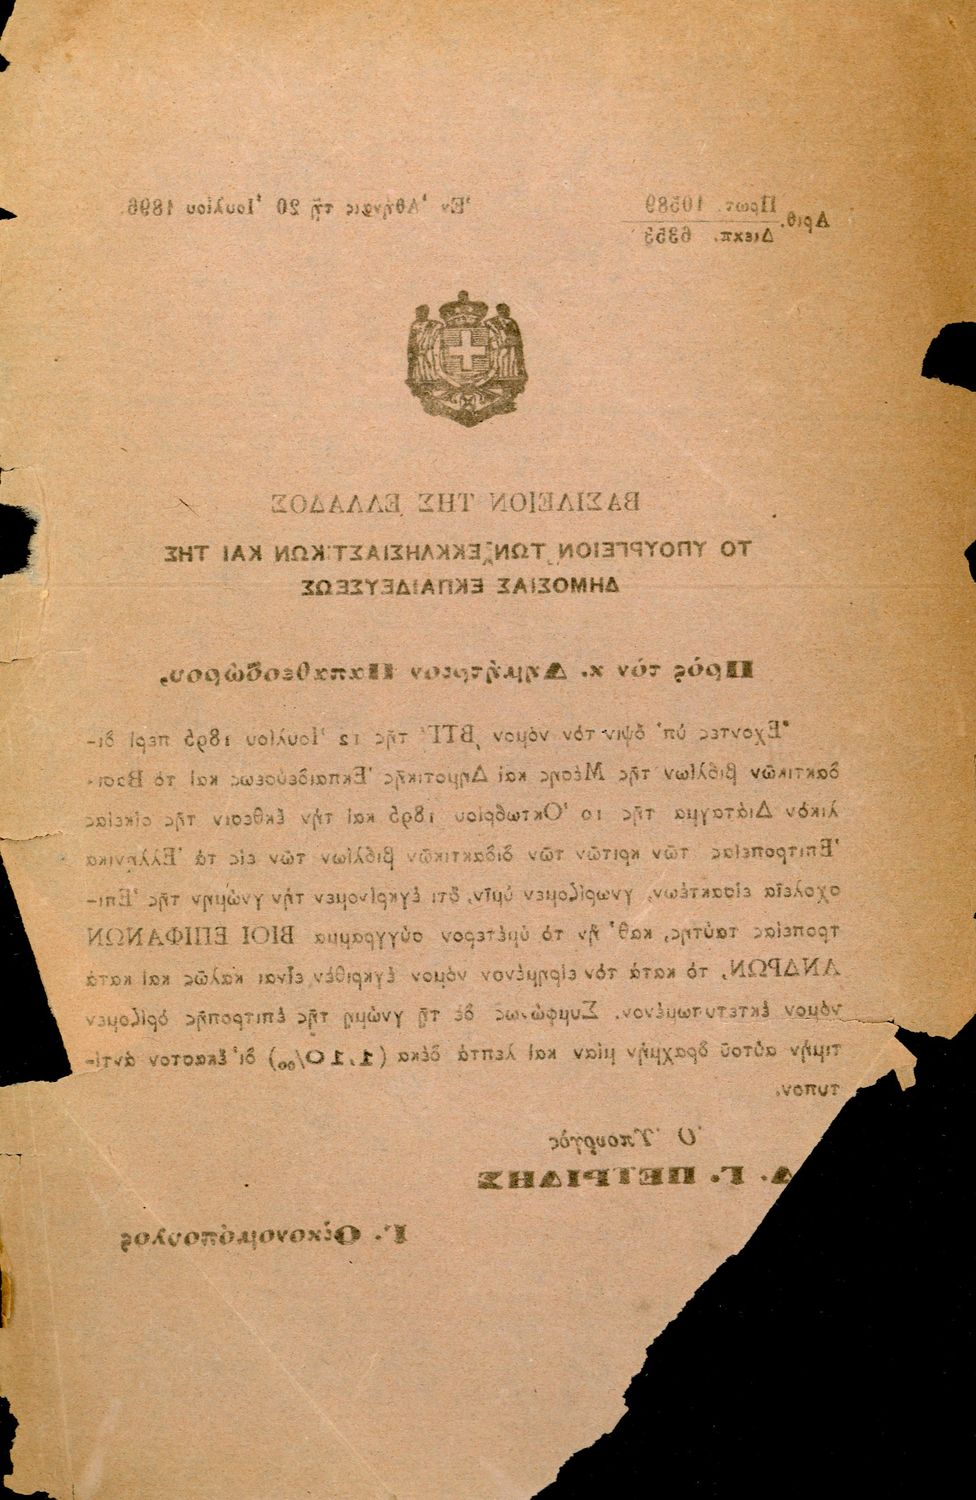 Ἀριθ. Πρωτ. 10589 Ἐν Ἀθήναις τῇ 20 Ἰουλίου 1896.
Διεκπ. 6353
ΒΑΣΙΛΕΙΟΝ ΤΗΣ ΕΛΛΑΔΟΣ
ΤΟ ΥΠΟΥΡΓΕΙΟΝ ΤΩΝ ΕΚΚΛΗΣΙΑΣΤΙΚΩΝ ΚΑΙ ΤΗΣ
ΔΗΜΟΣΙΑΣ ΕΚΠΑΙΔΕΥΣΕΩΣ
Πρός τόν κ. Δημήτριον Παπαθεοδώρου.
Ἔχοντες ὑπ' ὄψιν τὸν νόμον ͵ΒΤΓ´ τῆς 12 Ἰουλίου 1895 περὶ δι-
δακτικῶν βιβλίων τῆς Μέσης καὶ Δημοτικῆς Ἐκπαιδεύσεως καὶ τὸ Βασι-
λικὸν Διάταγμα τῆς 10 Ὀκτωβρίου 1895 καὶ τὴν ἔκθεσιν τῆς οἰκείας
Ἐπιτροπείας τῶν κριτῶν τῶν διδακτικῶν βιβλίων τῶν εἰς τὰ Ἑλληνικὰ
σχολεῖα εἰσακτέων, γνωρίζομεν ὑμῖν, ὅτι ἐγκρίνομεν τὴν γνώμην τῆς Ἐπι-
τροπείας ταύτης, καθ' ἣν τὸ ὑμέτερον σύγγραμμα ΒΙΟΙ ΕΠΙΦΑΝΩΝ
ΑΝΔΡΩΝ, τὸ κατὰ τὸν εἰρημένον νόμον ἐγκριθὲν εἶναι καλῶς καὶ κατὰ
νόμον ἐκτετυπωμένον. Συμφώνως δὲ τῇ γνώμῃ τῆς ἐπιτροπῆς ὁρίζομεν
τιμὴν αὐτοῦ δραχμὴν μίαν καὶ λεπτὰ δέκα (1,10/00) δι' ἕκαστον ἀντί-
τυπον.
Ὁ Ὑπουργὸς
Δ. Γ. ΠΕΤΡΙΔΗΣ
Γ. Οἰκονομόπουλος